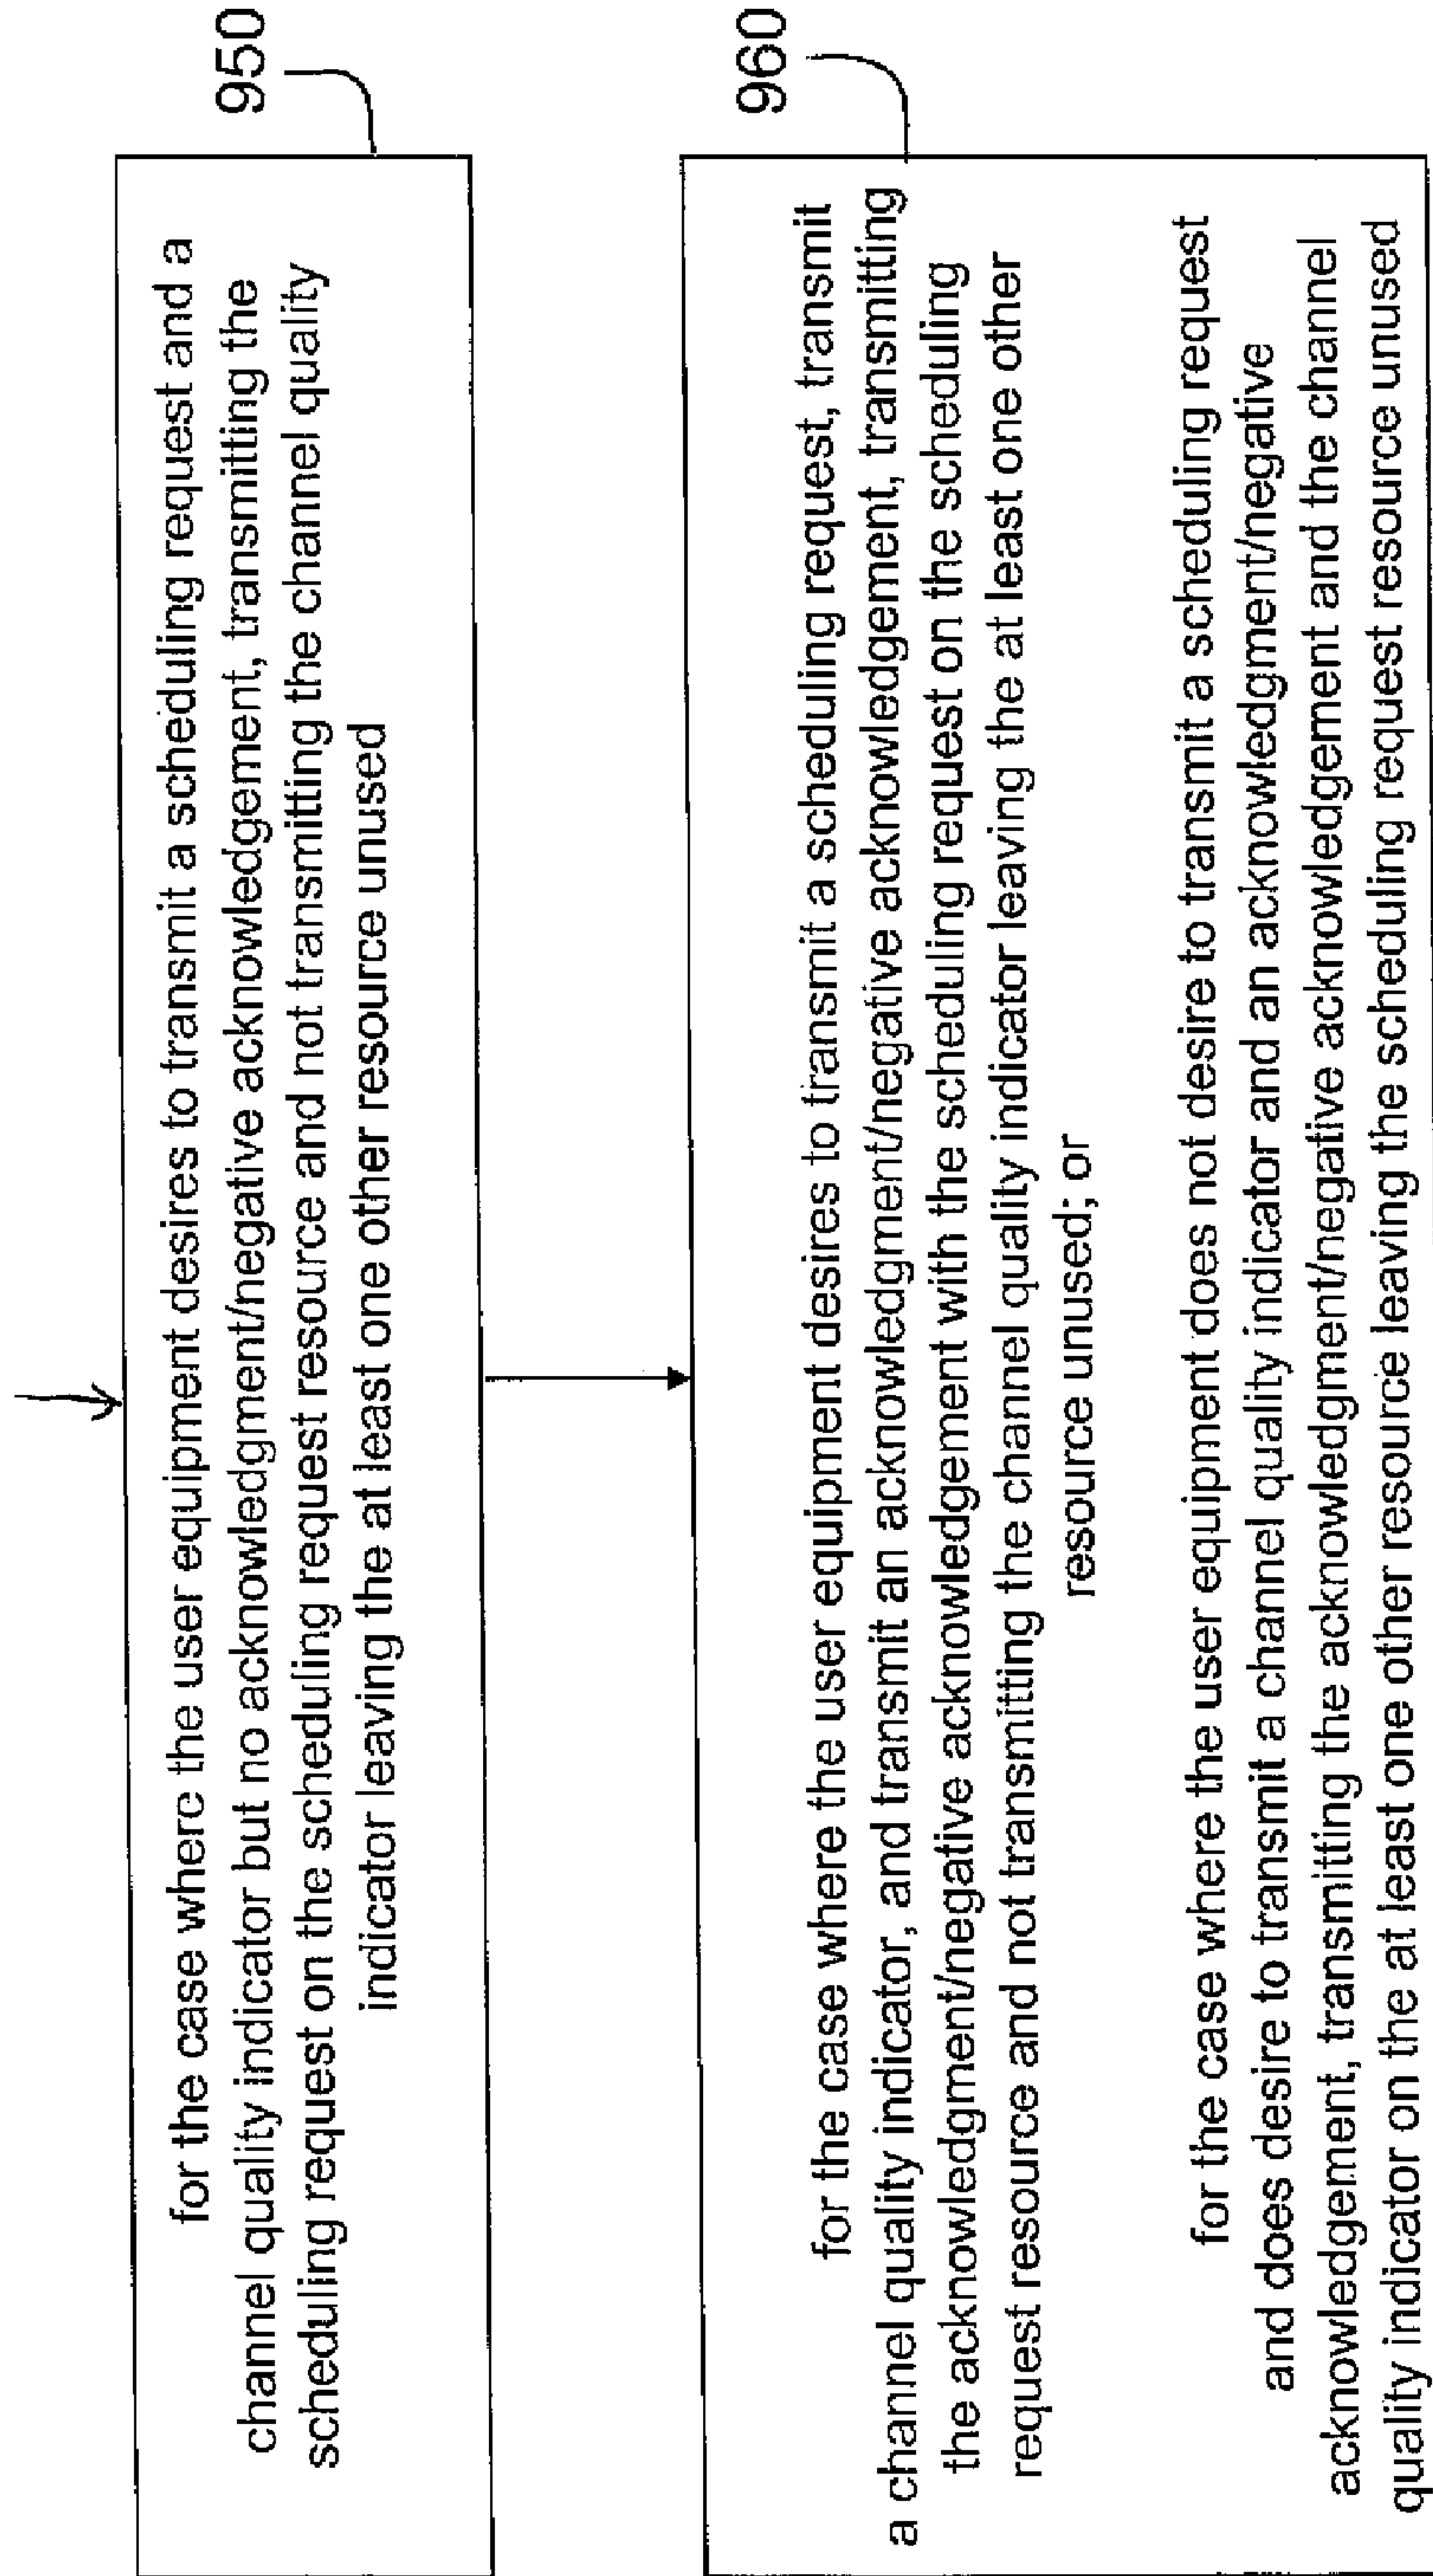 950
for the case where the user equipment desires to transmit a scheduling request and a
channel quality indicator but no acknowledgment/negative acknowledgement, transmitting the
scheduling request on the scheduling request resource and not transmitting the channel quality
indicator leaving the at least one other resource unused
960
for the case where the user equipment desires to transmit a scheduling request, transmit
a channel quality indicator, and transmit an acknowledgment/negative acknowledgement, transmitting
the acknowledgment/negative acknowledgement with the scheduling request on the scheduling
request resource and not transmitting the channel quality indicator leaving the at least one other
resource unused; or
for the case where the user equipment does not desire to transmit a scheduling request
and does desire to transmit a channel quality indicator and an acknowledgment/negative
acknowledgement, transmitting the acknowledgment/negative acknowledgement and the channel
quality indicator on the at least one other resource leaving the scheduling request resource unused